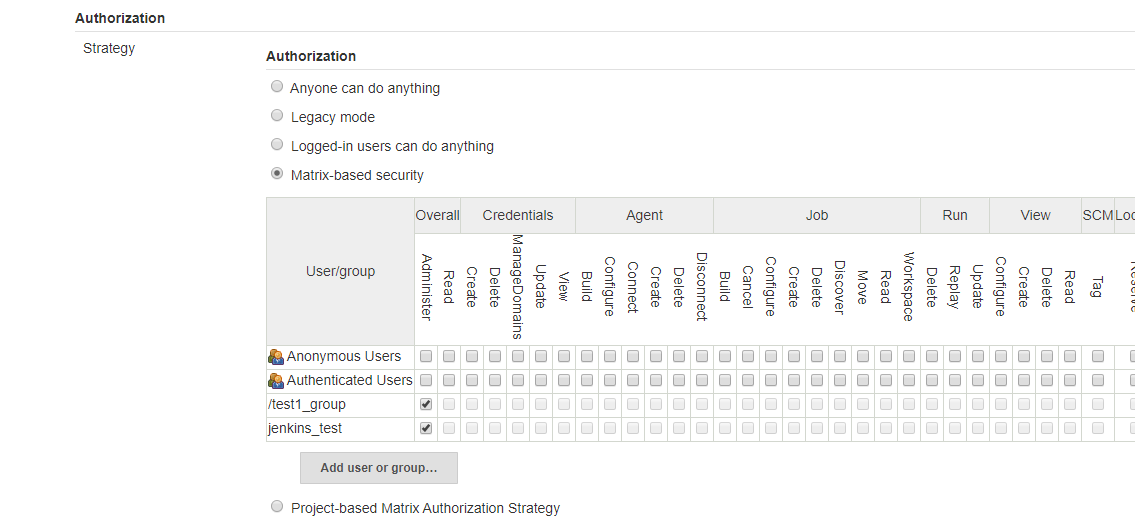 Authorization
Strategy
Authorization
Anyone can do anything
Legacy mode
Logged-in users can do anything
Matrix-based security
User/group Overall Credentials Agent Job Run View SCM
Administer Read Create Delete ManageDomains Update View Build Configure Connect Create Delete Disconnect Build Cancel Configure Create Delete Discover Move Read Workspace Delete Replay Update Configure Create Delete Read Tag
Anonymous Users
Authenticated Users
/test1_group
jenkins_test
Add user or group…
Project-based Matrix Authorization Strategy